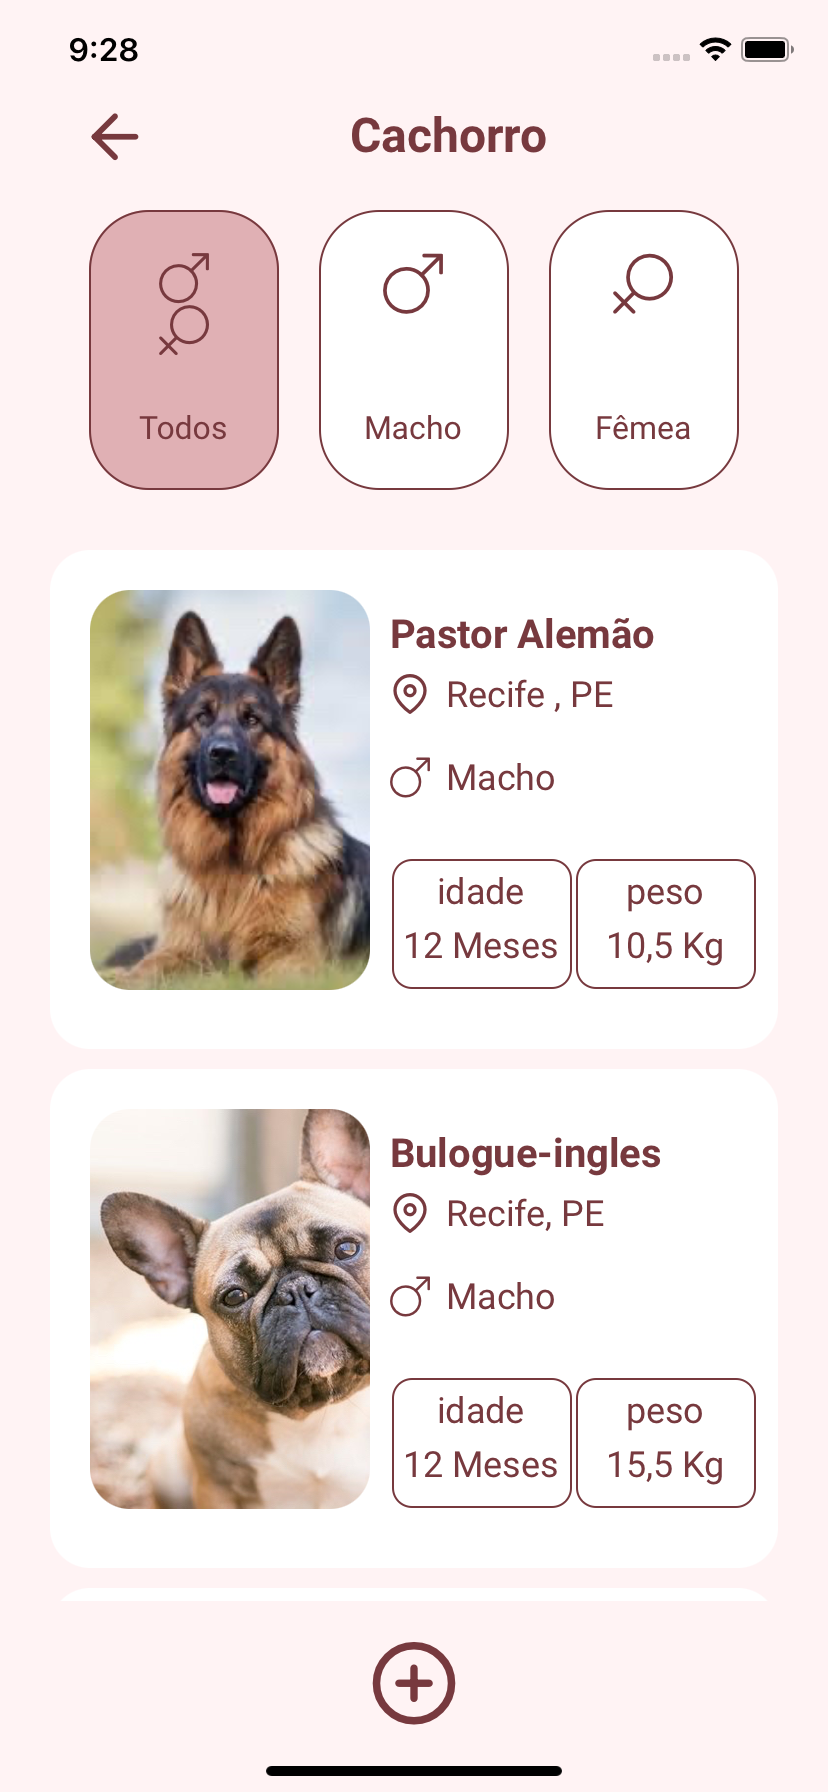 9:28
Cachorro
Todos
Macho
Fêmea
Pastor Alemão
Recife , PE
Macho
idade
peso
12 Meses
10,5 Kg
Bulogue-ingles
Recife, PE
Macho
idade
peso
12 Meses
15,5 Kg